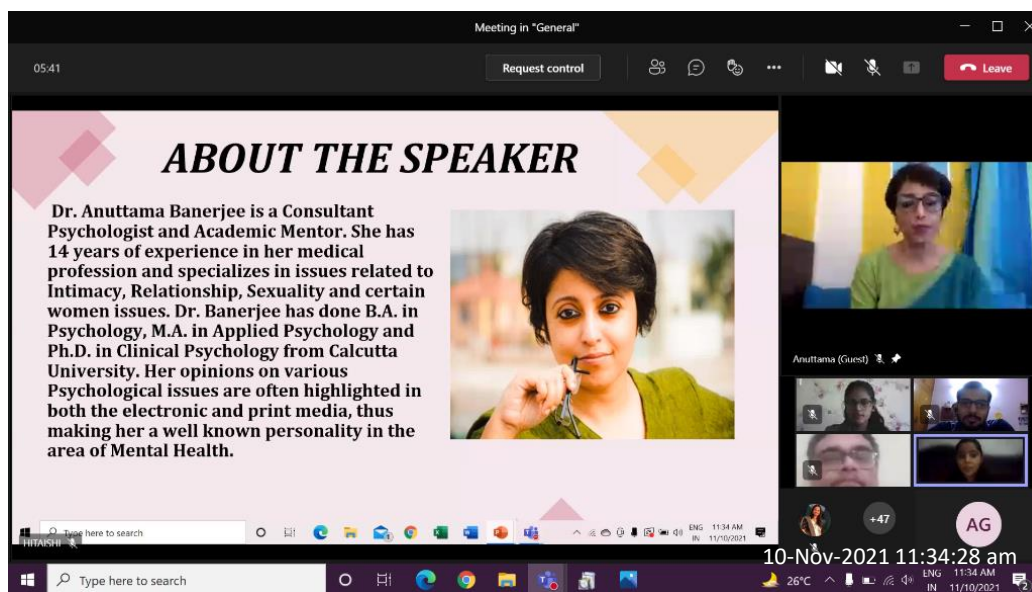 Meeting in "General"
05:41
Request control
Leave
ABOUT THE SPEAKER
Dr. Anuttama Banerjee is a Consultant
Psychologist and Academic Mentor. She has
14 years of experience in her medical
profession and specializes in issues related to
Intimacy, Relationship, Sexuality and certain
women issues. Dr. Banerjee has done B.A. in
Psychology, M.A. in Applied Psychology and
Ph.D. in Clinical Psychology from Calcutta
University. Her opinions on various
Psychological issues are often highlighted in
both the electronic and print media, thus
making her a well known personality in the
area of Mental Health.
Anuttama (Guest)
+47
AG
Type here to search
ENG 11:34 AM
IN 11/10/2021
HITAISHI
10-Nov-2021 11:34:28 am
Type here to search
26°C
ENG 11:34 AM
IN 11/10/2021